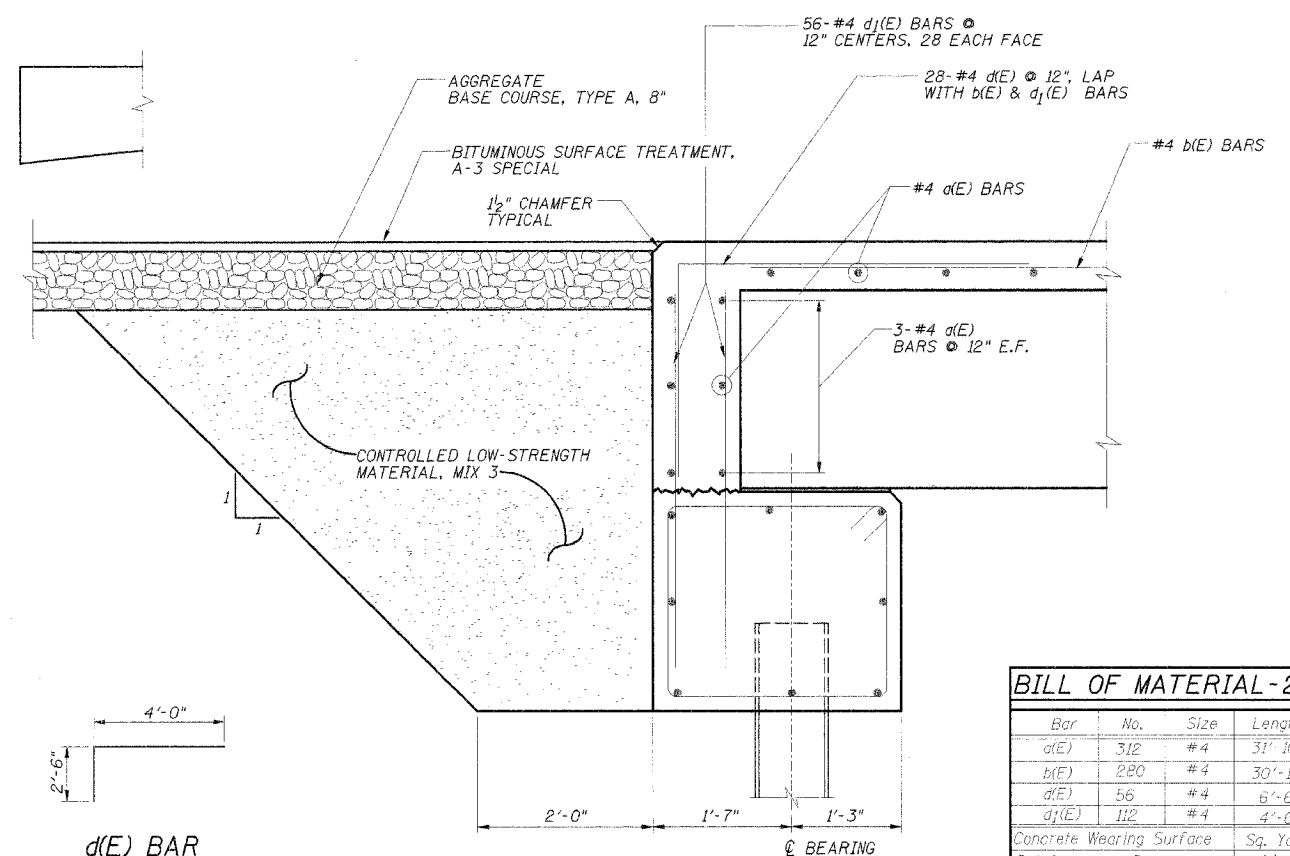 56-#4 d1(E) BARS @
12" CENTERS, 28 EACH FACE
AGGREGATE
BASE COURSE, TYPE A, 8"
28-#4 d(E) @ 12", LAP
WITH b(E) & d1(E) BARS
BITUMINOUS SURFACE TREATMENT,
A-3 SPECIAL
#4 b(E) BARS
#4 a(E) BARS
1½" CHAMFER
TYPICAL
3-#4 a(E)
BARS @ 12" E.F.
CONTROLLED LOW-STRENGTH
MATERIAL, MIX 3
1
1
4'-0"
2'-6"
d(E) BAR
2'-0" 1'-7" 1'-3"
℄ BEARING
BILL OF MATERIAL-2
Bar No. Size
a(E) 312 #4
b(E) 280 #4
d(E) 56 #4
d1(E) 112 #4
Concrete Wearing Surface Sq.